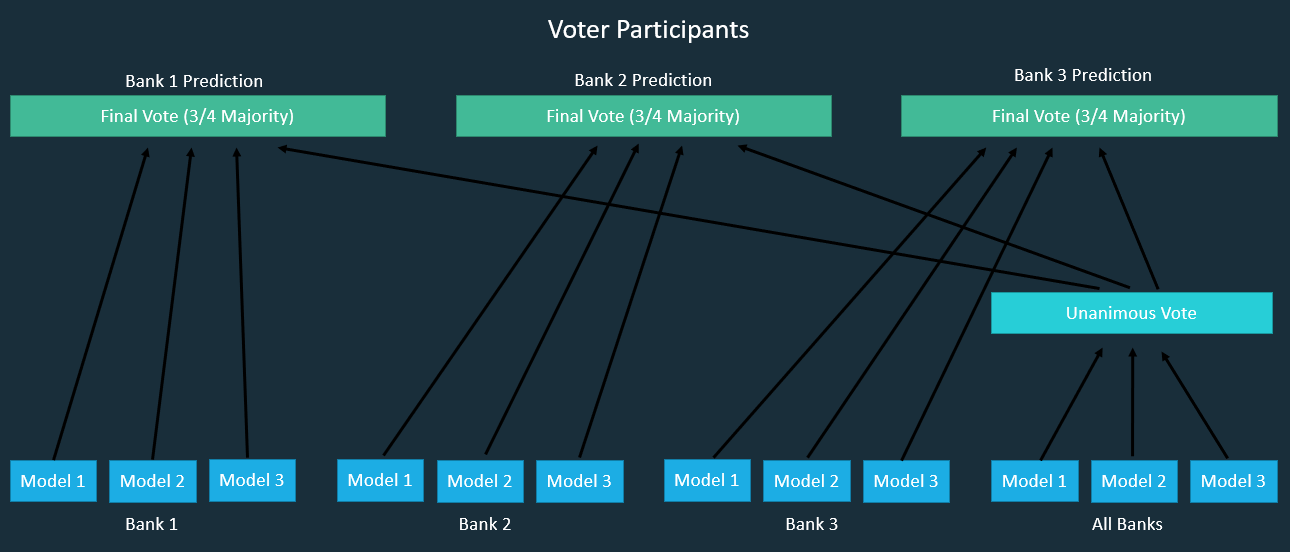 Voter Participants
Bank 1 Prediction
Bank 2 Prediction
Bank 3 Prediction
Final Vote (3/4 Majority)
Final Vote (3/4 Majority)
Final Vote (3/4 Majority)
Unanimous Vote
Model 1
Model 2
Model 3
Model 1
Model 2
Model 3
Model 1
Model 2
Model 3
Model 1
Model 2
Model 3
Bank 1
Bank 2
Bank 3
All Banks